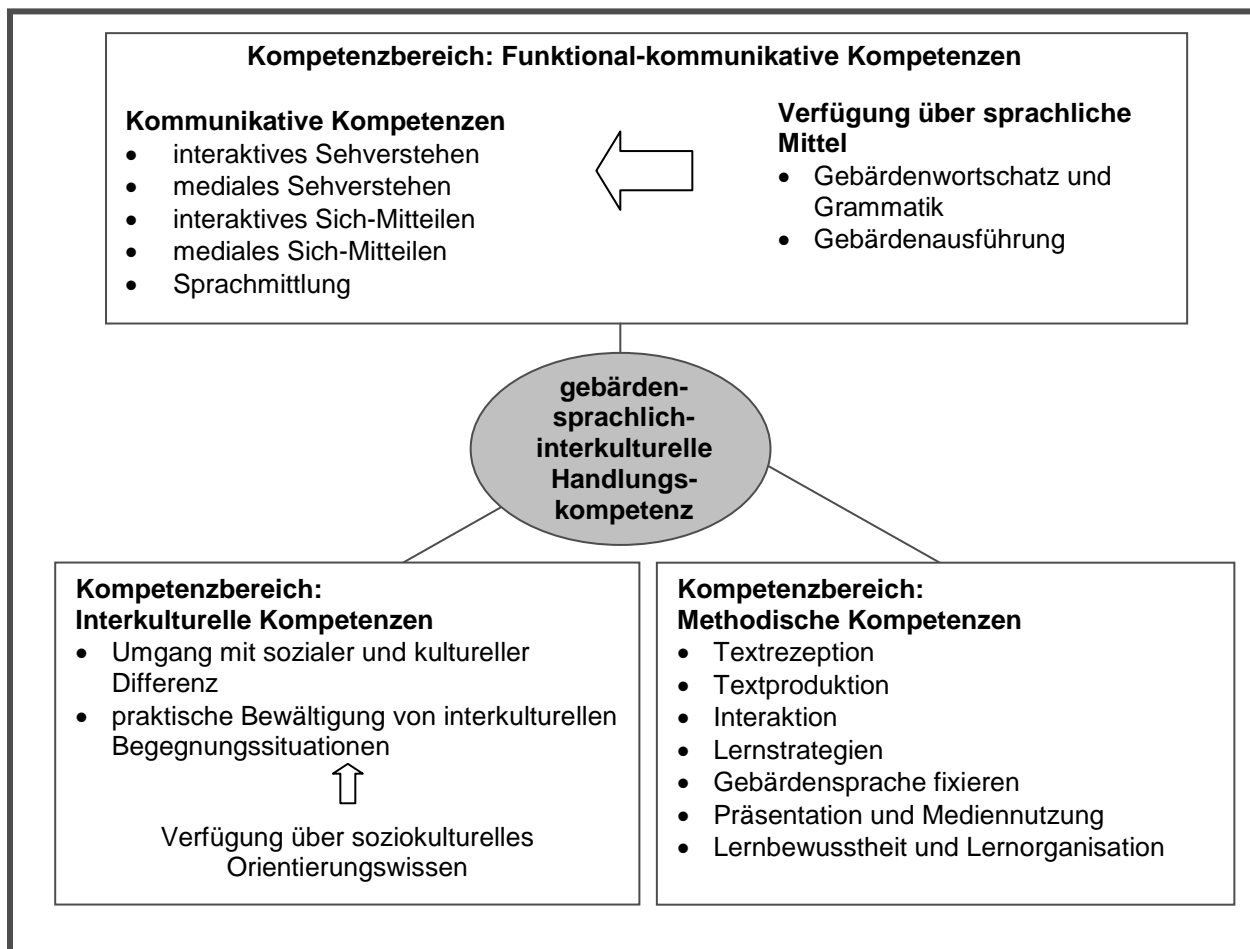 Kompetenzbereich: Funktional-kommunikative Kompetenzen
Kommunikative Kompetenzen
• interaktives Sehverstehen
• mediales Sehverstehen
• interaktives Sich-Mitteilen
• mediales Sich-Mitteilen
• Sprachmittlung
Verfügung über sprachliche
Mittel
• Gebärdenwortschatz und
Grammatik
• Gebärdenausführung
gebärden-
sprachlich-
interkulturelle
Handlungs-
kompetenz
Kompetenzbereich:
Interkulturelle Kompetenzen
• Umgang mit sozialer und kultureller
Differenz
• praktische Bewältigung von interkulturellen
Begegnungssituationen
Verfügung über soziokulturelles
Orientierungswissen
Kompetenzbereich:
Methodische Kompetenzen
• Textrezeption
• Textproduktion
• Interaktion
• Lernstrategien
• Gebärdensprache fixieren
• Präsentation und Mediennutzung
• Lernbewusstheit und Lernorganisation